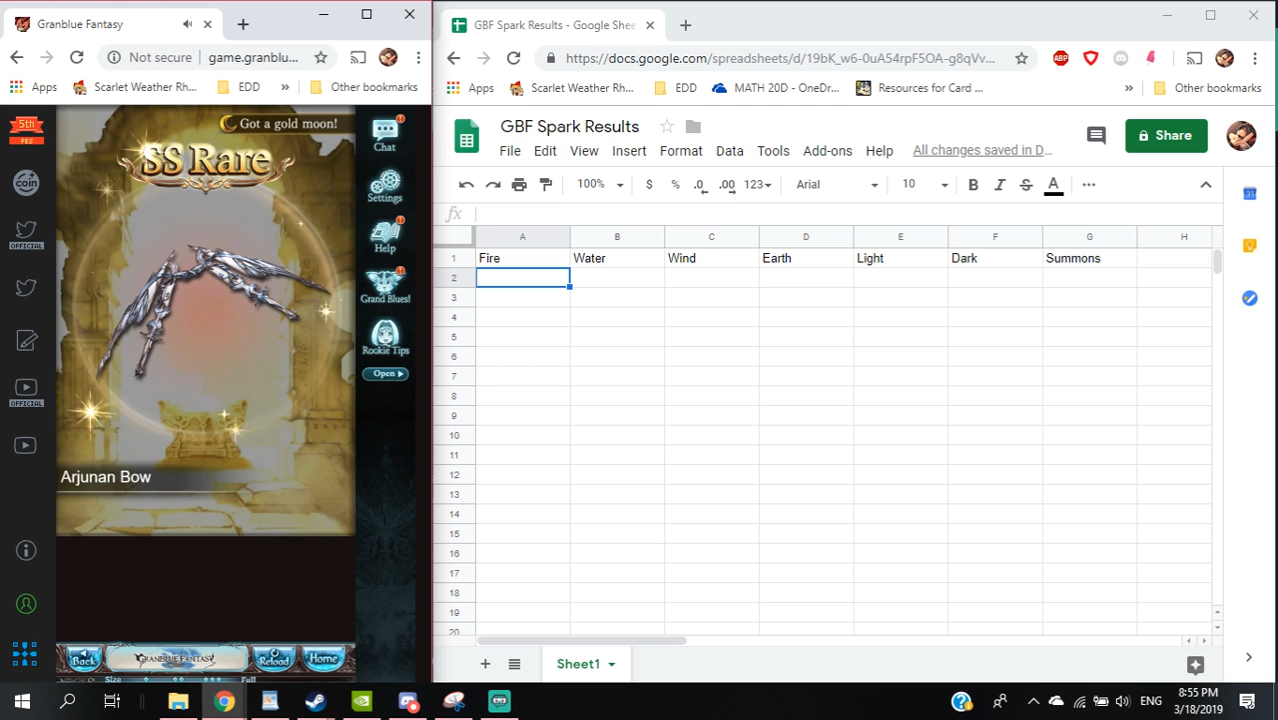 Granblue Fantasy
Not secure game.granblu...
Apps Scarlet Weather Rh... EDD » Other bookmarks
5th
FES
coin
OFFICIAL
OFFICIAL
Got a gold moon!
SS Rare
Arjunan Bow
Chat
Settings
Help
Grand Blues!
Rookie Tips
Open
Back
GRANBLUE FANTASY
Reload
Home
Size
Full
GBF Spark Results - Google Shee
https://docs.google.com/spreadsheets/d/19bK_w6-0uA54rpF5OA-g8qVv...
ABP
Apps Scarlet Weather Rh... EDD MATH 20D - OneDr... Resources for Card ... » Other bookmarks
GBF Spark Results
File Edit View Insert Format Data Tools Add-ons Help All changes saved in D...
Share
100% $ % .0 .00 123 Arial 10 B I S A
fx
A B C D E F G H
1 Fire Water Wind Earth Light Dark Summons
2
3
4
5
6
7
8
9
10
11
12
13
14
15
16
17
18
19
20
Sheet1
31
ENG
8:55 PM
3/18/2019